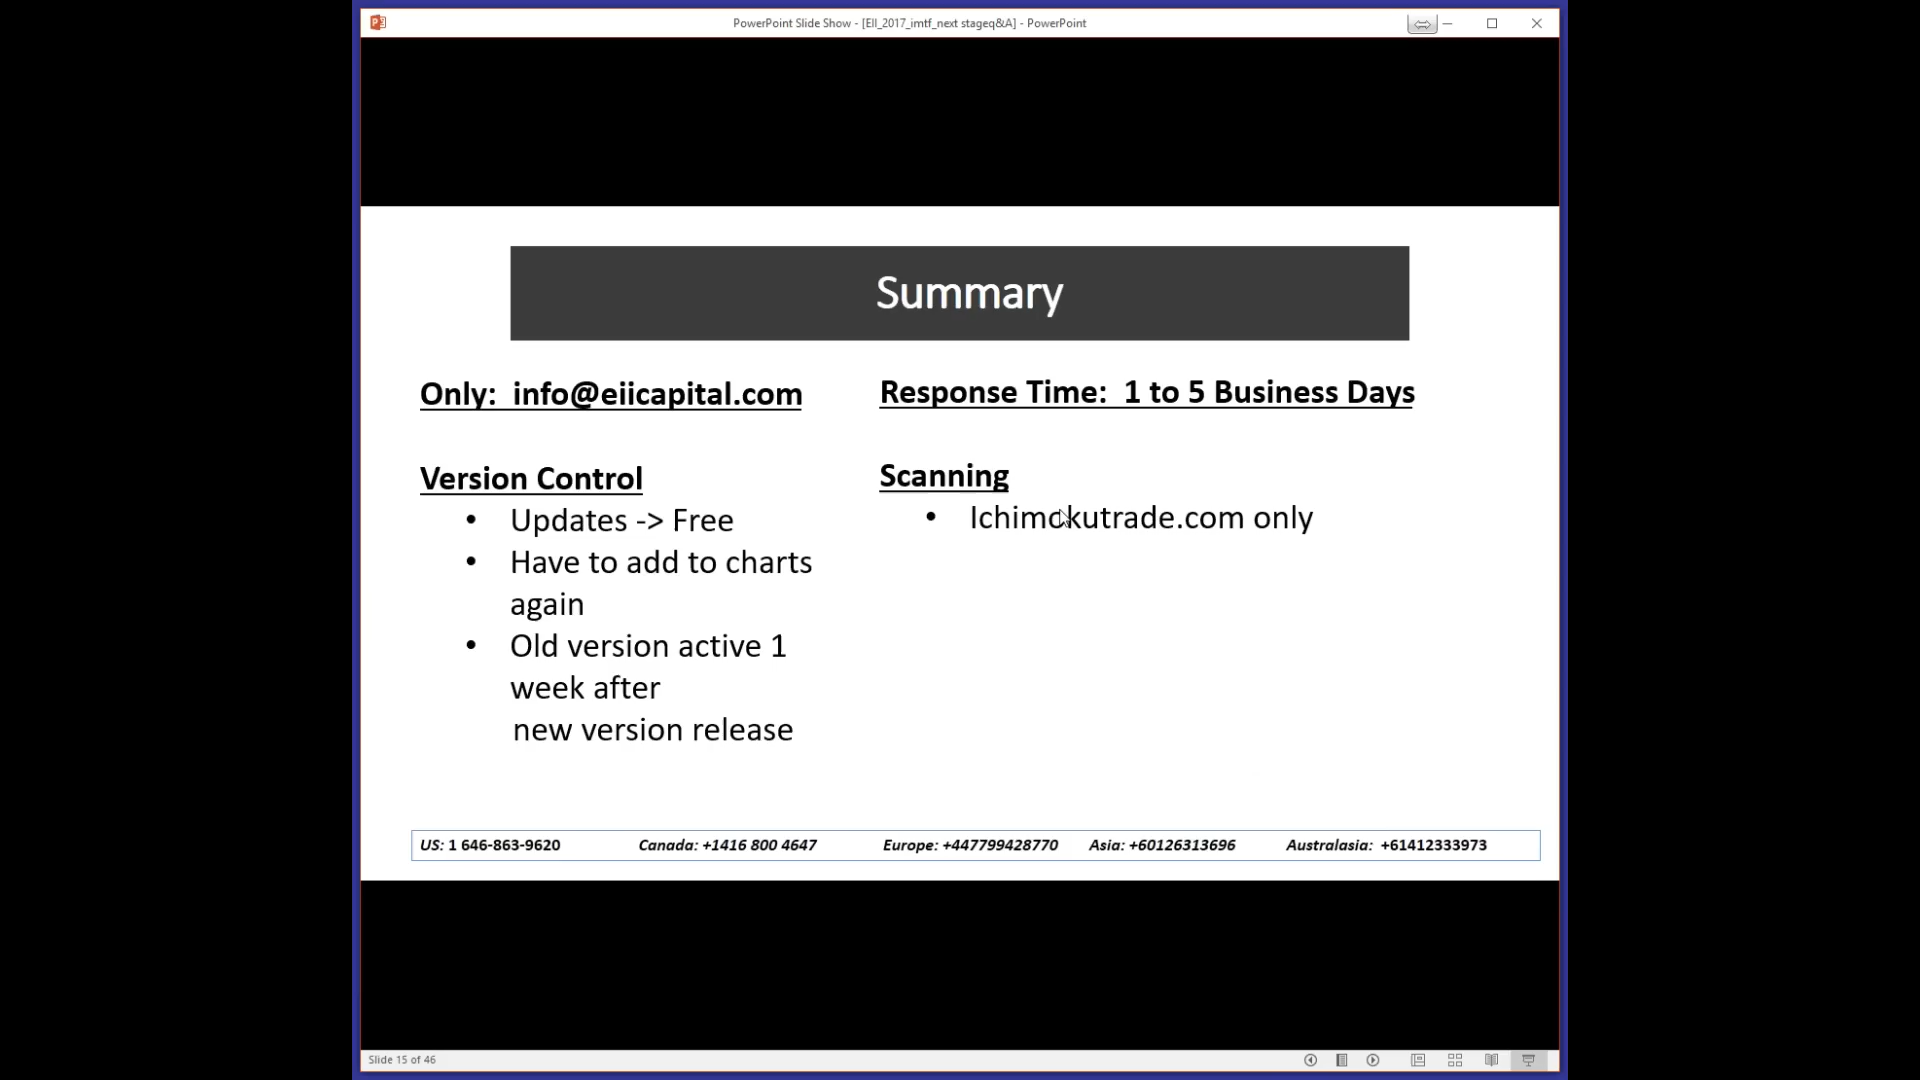 PowerPoint Slide Show - [EII_2017_imtf_next stageq&A] - PowerPoint
Summary
Only: info@eiicapital.com
Version Control
• Updates -> Free
• Have to add to charts
again
• Old version active 1
week after
new version release
Response Time: 1 to 5 Business Days
Scanning
• Ichimokutrade.com only
US: 1 646-863-9620 Canada: +1416 800 4647 Europe: +447799428770 Asia: +60126313696 Australasia: +61412333973
Slide 15 of 46